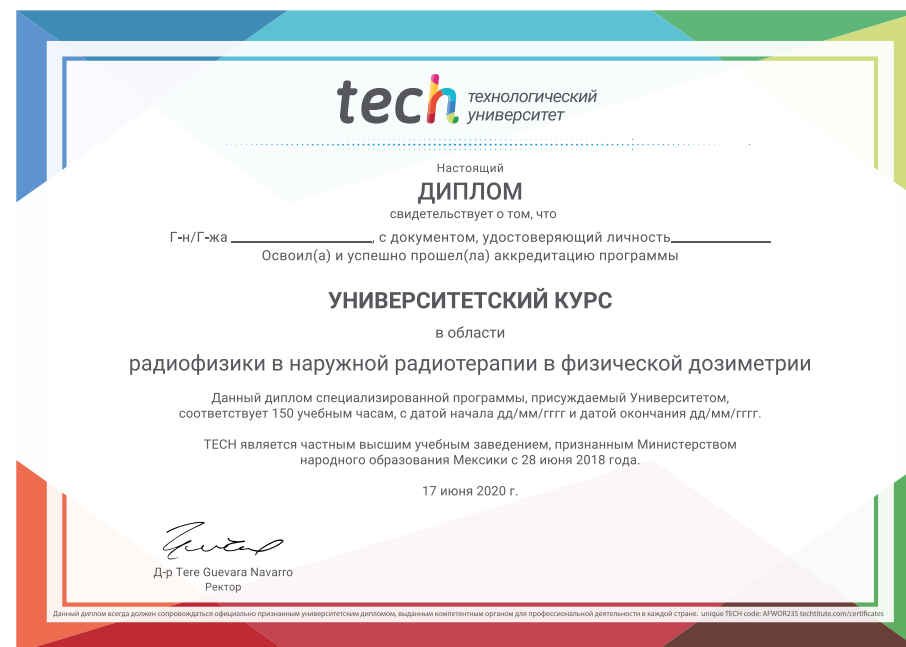 tech технологический
университет
Настоящий
ДИПЛОМ
свидетельствует о том, что
Г-н/Г-жа ____________________, с документом, удостоверяющий личность______________
Освоил(а) и успешно прошел(ла) аккредитацию программы
УНИВЕРСИТЕТСКИЙ КУРС
в области
радиофизики в наружной радиотерапии в физической дозиметрии
Данный диплом специализированной программы, присуждаемый Университетом,
соответствует 150 учебным часам, с датой начала дд/мм/гггг и датой окончания дд/мм/гггг.
TECH является частным высшим учебным заведением, признанным Министерством
народного образования Мексики с 28 июня 2018 года.
17 июня 2020 г.
Д-р Tere Guevara Navarro
Ректор
Данный диплом всегда должен сопровождаться официально признанным университетским дипломом, выданным компетентным органом для профессиональной деятельности в каждой стране. unique TECH code: AFWOR23S techtitute.com/certificates